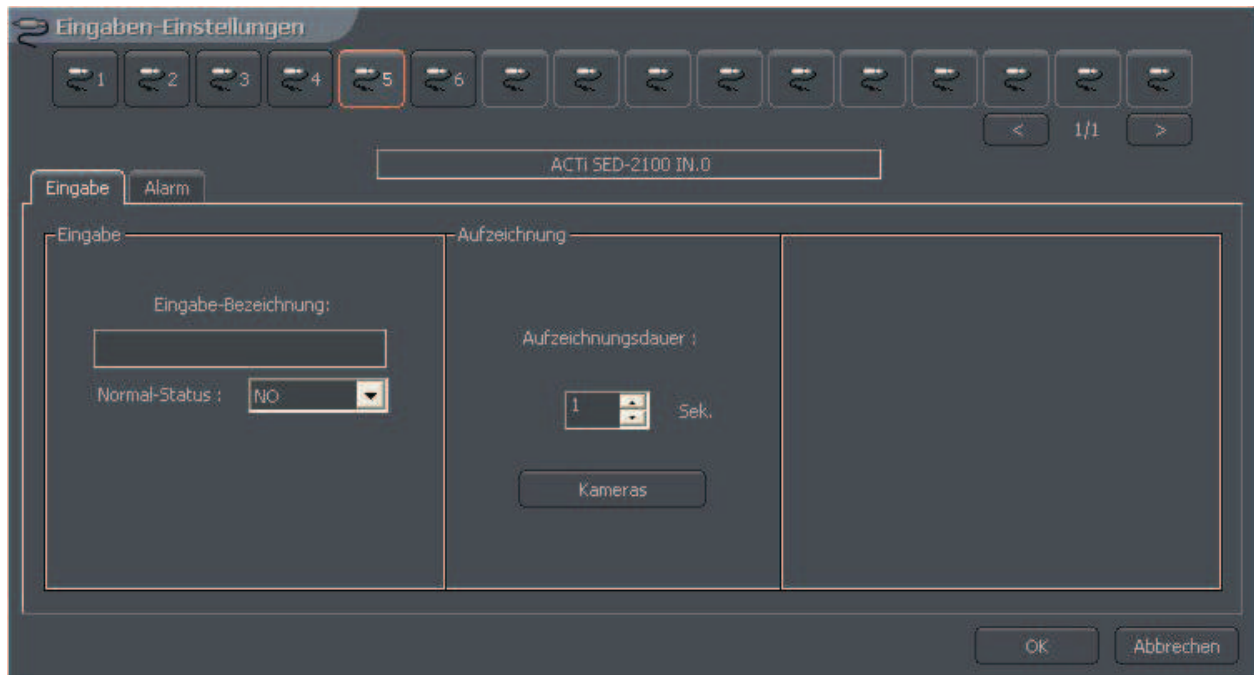 Eingaben-Einstellungen
1 2 3 4 5 6
< 1/1 >
ACTi SED-2100 IN.0
Eingabe Alarm
Eingabe Aufzeichnung
Eingabe-Bezeichnung:
Aufzeichnungsdauer :
Normal-Status : NO
1 Sek.
Kameras
OK Abbrechen